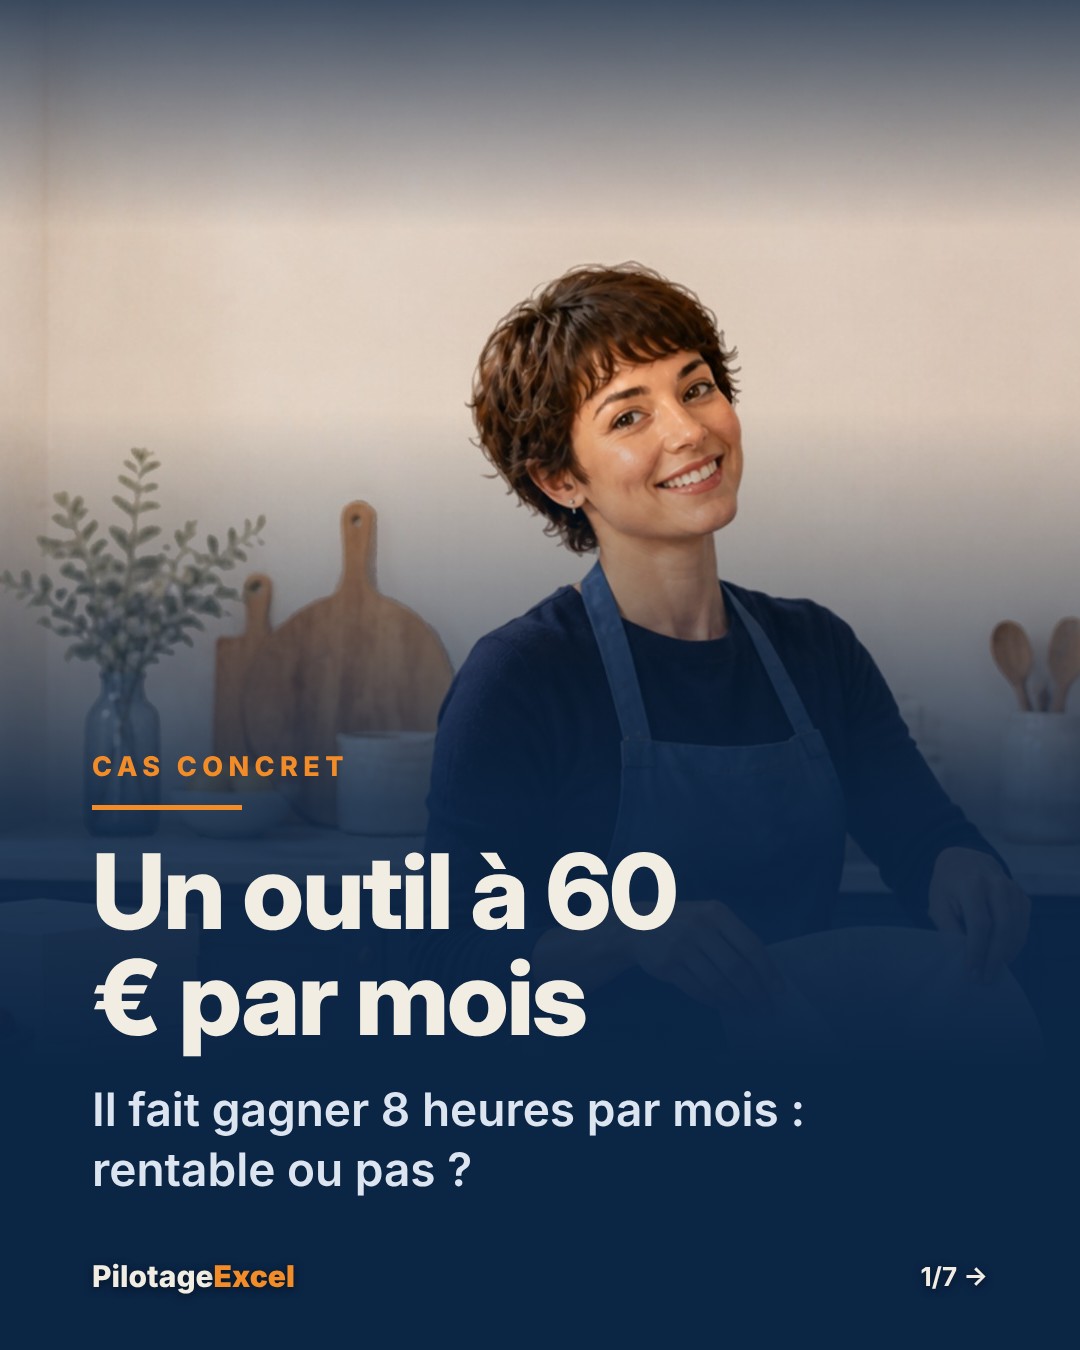 CAS CONCRET
Un outil à 60
€ par mois
Il fait gagner 8 heures par mois :
rentable ou pas ?
PilotageExcel
1/7 →